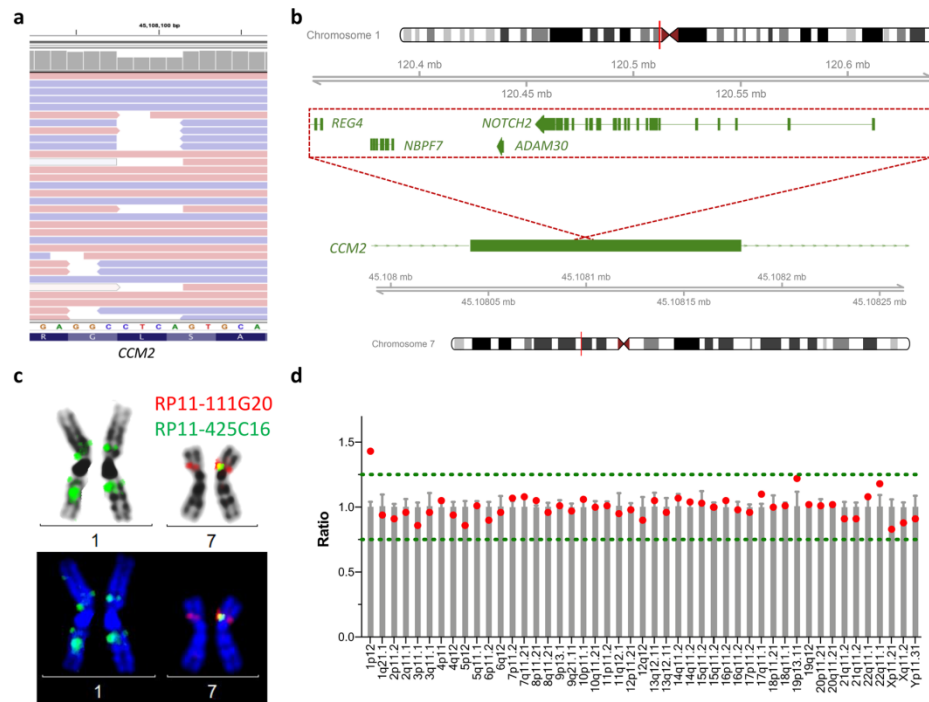 a
45,108,100 bp
G A G G C C T C A G T G C A
R G L S A
CCM2
b
Chromosome 1
120.4 mb 120.5 mb 120.6 mb
120.45 mb 120.55 mb
REG4 NOTCH2
NBPF7 ADAM30
CCM2
45.108 mb 45.1081 mb 45.1082 mb
45.10805 mb 45.10815 mb 45.10825 mb
Chromosome 7
c
RP11-111G20
RP11-425C16
1 7
1 7
d
Ratio
1.5
1.0
0.5
0.0
1p12
1q21.1
2p11.2
2q11.1
3p11.1
3q11.1
4p11
4q12
5p12
5q11.1
6p11.2
6q12
7p11.2
7q11.21
8p11.21
8q11.21
9p13.1
9q21.11
10p11.1
10q11.21
11p11.12
11q12.1
12p11.21
12q12
13q12.11
13q12.11
14q11.2
14q11.2
15q11.2
15q11.2
16p11.2
16q11.2
17p11.2
17q11.1
18p11.21
18q11.1
19p13.11
19q12
20p11.21
20q11.21
21q11.2
21q11.2
22q11.1
22q11.1
Xp11.21
Xq11.2
Yp11.31